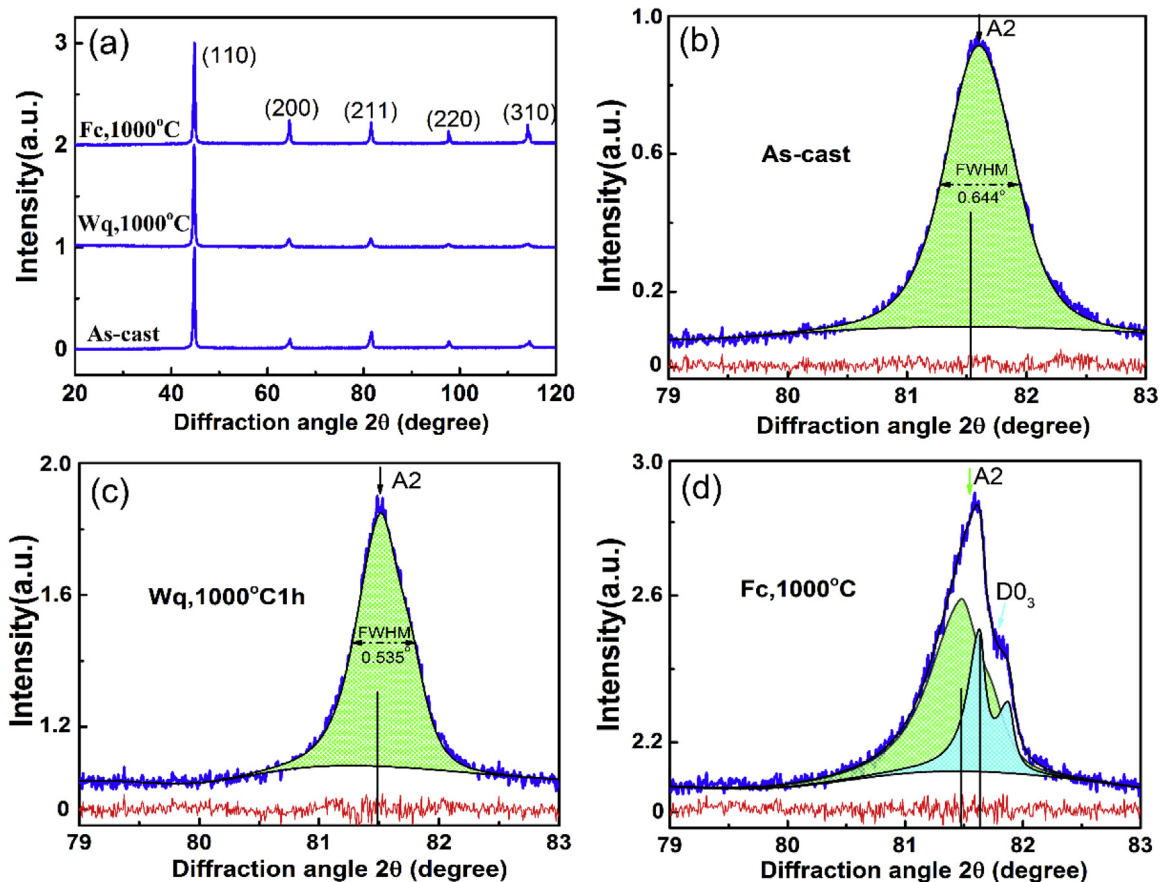 (a)
3
2
1
0
Intensity(a.u.)
(110)
(200)
(211)
(220)
(310)
Fc,1000°C
Wq,1000°C
As-cast
20 40 60 80 100 120
Diffraction angle 2θ (degree)
(b)
1.0
0.6
0.2
0
Intensity(a.u.)
A2
As-cast
FWHM
0.644°
79 80 81 82 83
Diffraction angle 2θ (degree)
(c)
2.0
1.6
1.2
0
Intensity(a.u.)
A2
Wq,1000°C1h
FWHM
0.535°
79 80 81 82 83
Diffraction angle 2θ (degree)
(d)
3.0
2.6
2.2
0
Intensity(a.u.)
A2
D0₃
Fc,1000°C
79 80 81 82 83
Diffraction angle 2θ (degree)